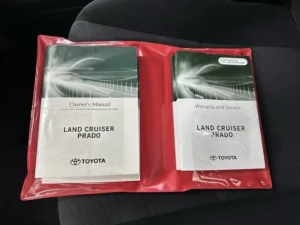 Owner's Manual
LAND CRUISER
PRADO
TOYOTA
Warranty and Service
LAND CRUISER
PRADO
TOYOTA